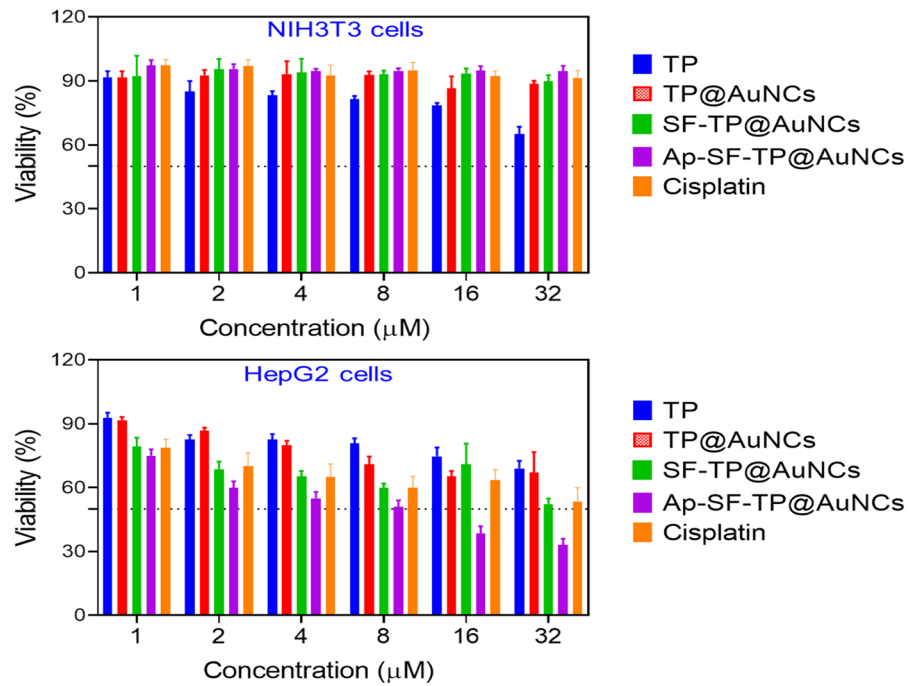 120
90
60
30
0
Viability (%)
NIH3T3 cells
1 2 4 8 16 32
Concentration (μM)
TP
TP@AuNCs
SF-TP@AuNCs
Ap-SF-TP@AuNCs
Cisplatin
120
90
60
30
0
Viability (%)
HepG2 cells
1 2 4 8 16 32
Concentration (μM)
TP
TP@AuNCs
SF-TP@AuNCs
Ap-SF-TP@AuNCs
Cisplatin